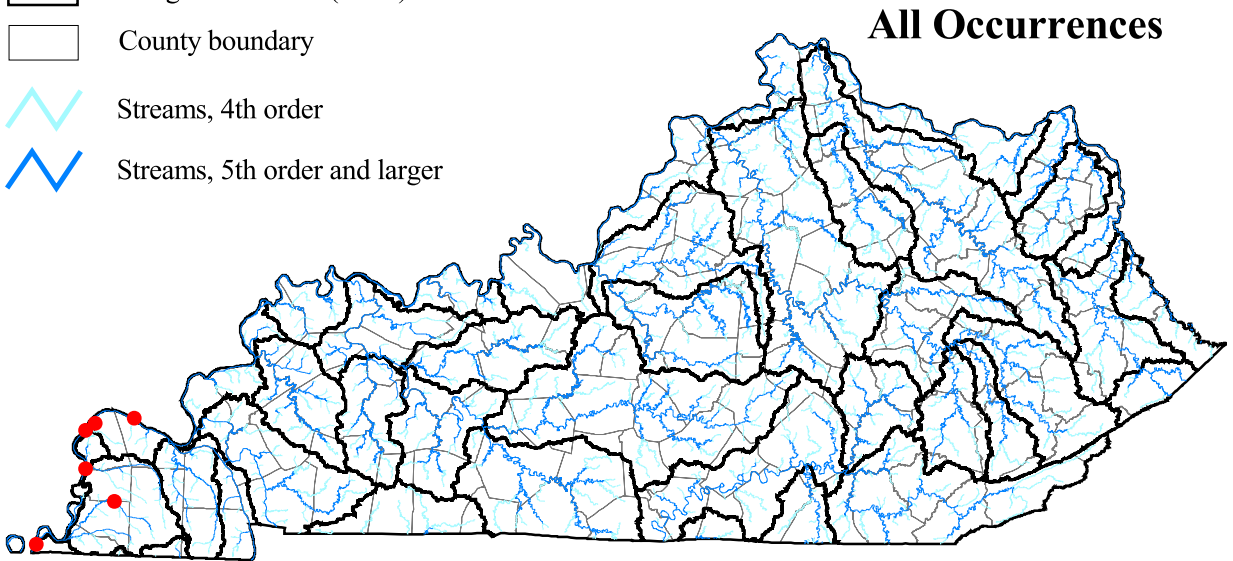 All Occurrences
County boundary
Streams, 4th order
Streams, 5th order and larger